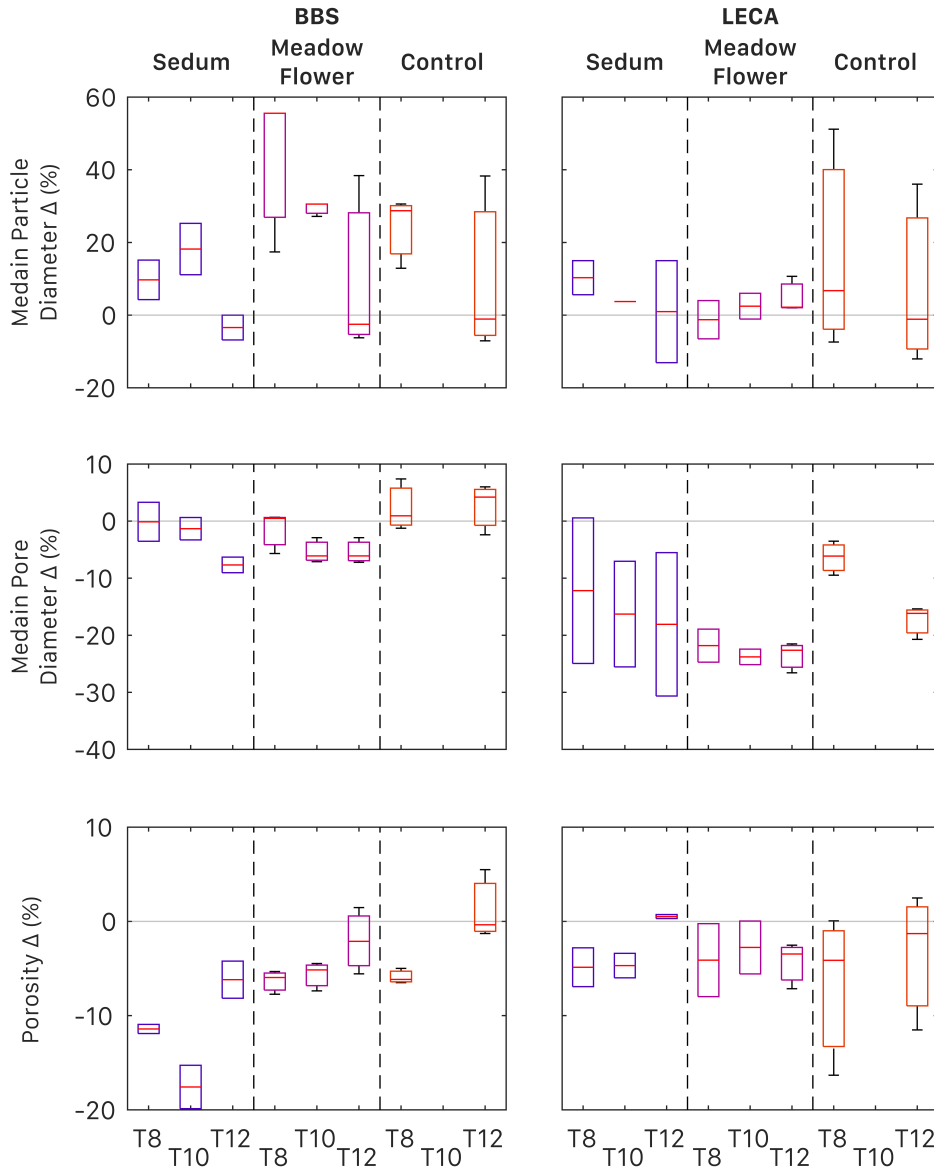 BBS
LECA
Sedum
Meadow
Flower
Control
Sedum
Meadow
Flower
Control
Medain Particle
Diameter Δ (%)
60
40
20
0
-20
Medain Pore
Diameter Δ (%)
10
0
-10
-20
-30
-40
Porosity Δ (%)
10
0
-10
-20
T8
T10
T12
T8
T10
T12
T8
T10
T12
T8
T10
T12
T8
T10
T12
T8
T10
T12